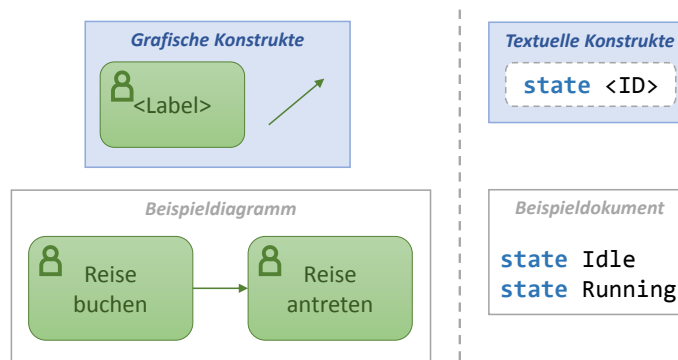 Grafische Konstrukte
<Label>
Beispieldiagramm
Reise
buchen
Reise
antreten
Textuelle Konstrukte
state <ID>
Beispieldokument
state Idle
state Running